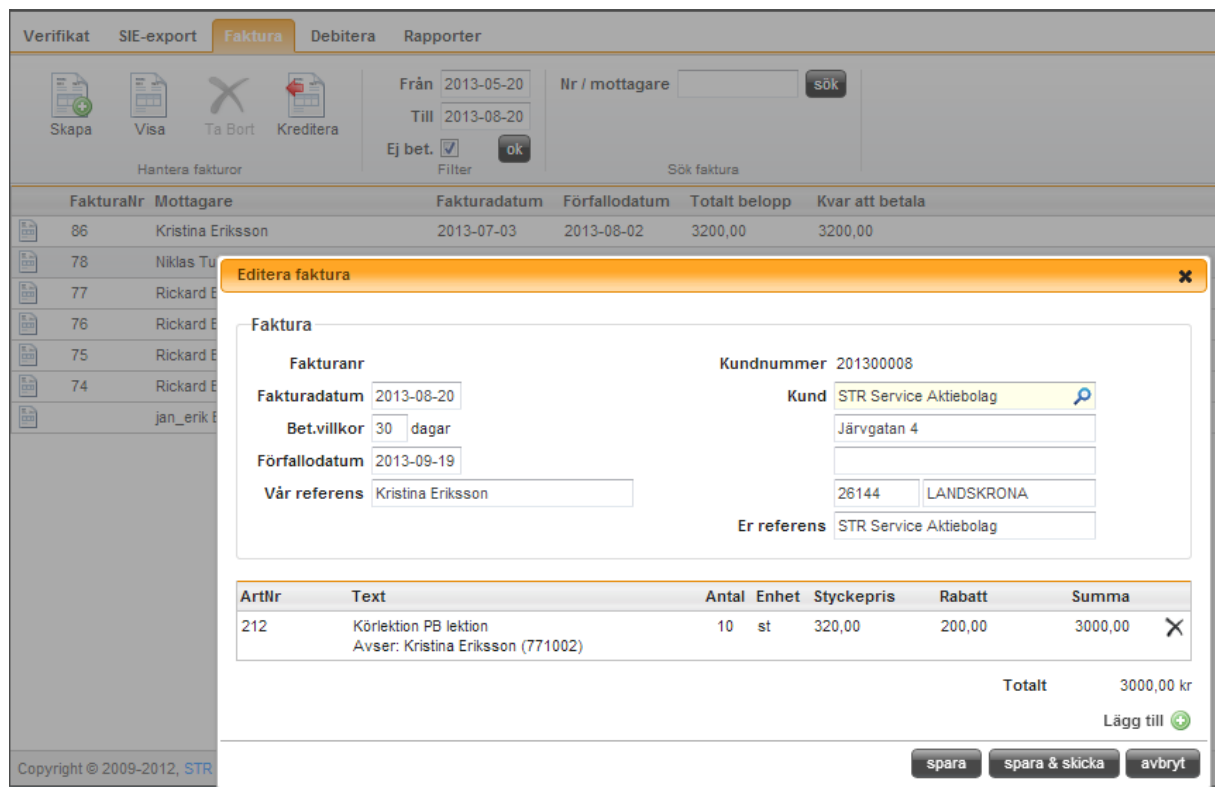 Verifikat SIE-export Faktura Debitera Rapporter
Från 2013-05-20 Nr / mottagare sök
Till 2013-08-20
Skapa Visa Ta Bort Kreditera
Ej bet. ok
Hantera fakturor Filter Sök faktura
FakturaNr Mottagare Fakturadatum Förfallodatum Totalt belopp Kvar att betala
86 Kristina Eriksson 2013-07-03 2013-08-02 3200,00 3200,00
78 Niklas Tu
77 Rickard E
76 Rickard E
75 Rickard E
74 Rickard E
jan_erik E
Editera faktura
Faktura
Fakturanr Kundnummer 201300008
Fakturadatum 2013-08-20 Kund STR Service Aktiebolag
Bet.villkor 30 dagar Järvgatan 4
Förfallodatum 2013-09-19
Vår referens Kristina Eriksson 26144 LANDSKRONA
Er referens STR Service Aktiebolag
ArtNr Text Antal Enhet Styckepris Rabatt Summa
212 Körlektion PB lektion 10 st 320,00 200,00 3000,00
Avser: Kristina Eriksson (771002)
Totalt 3000,00 kr
Lägg till
spara spara & skicka avbryt
Copyright © 2009-2012, STR